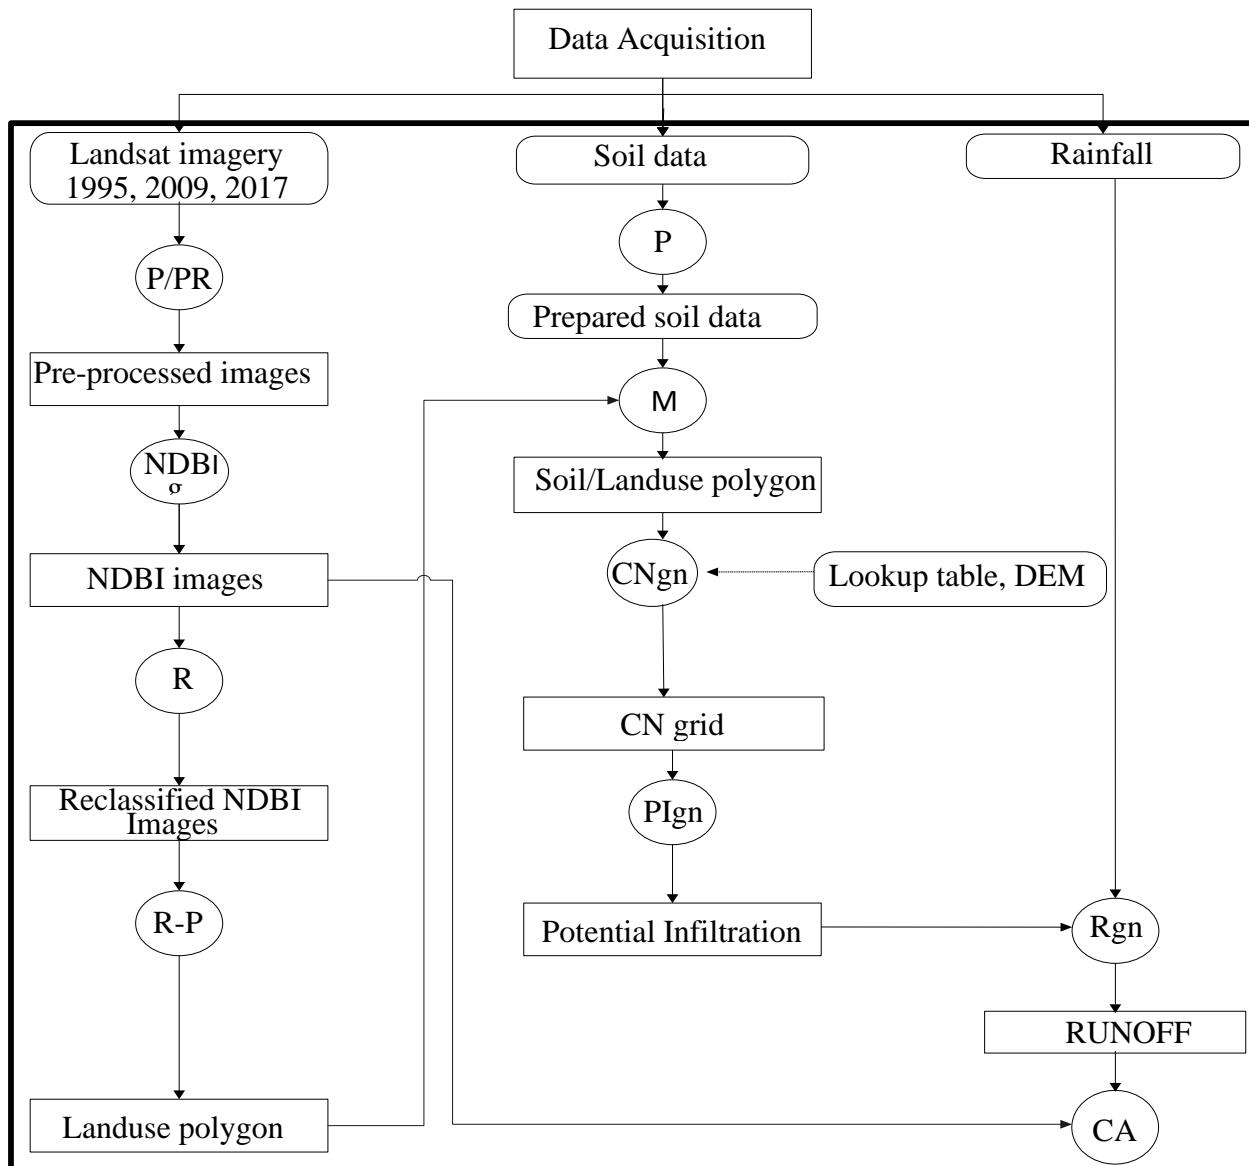 Data Acquisition
Landsat imagery
1995, 2009, 2017
Soil data
Rainfall
P/PR
P
Prepared soil data
Pre-processed images
M
NDBI
g
Soil/Landuse polygon
NDBI images
CNgn
Lookup table, DEM
R
CN grid
Reclassified NDBI
Images
PIgn
R-P
Potential Infiltration
Rgn
RUNOFF
Landuse polygon
CA